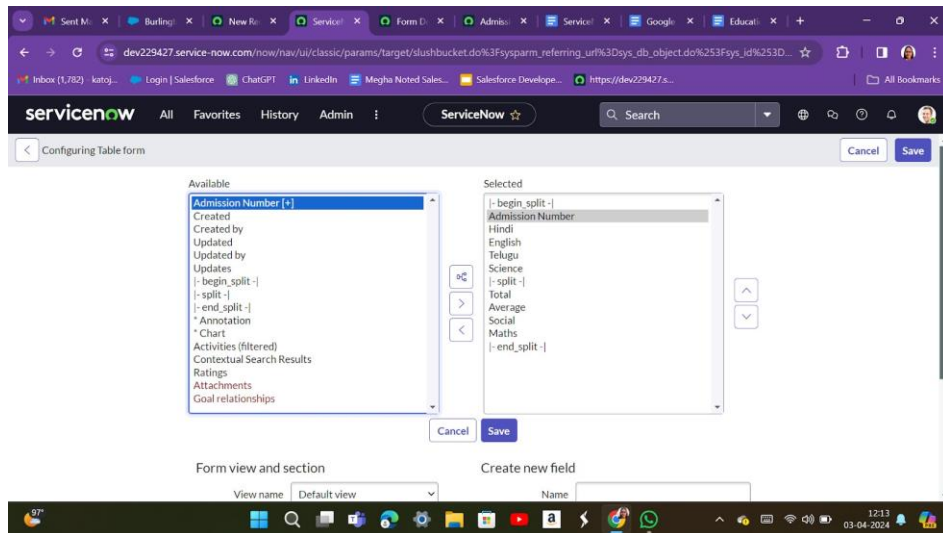 Sent Ma
Burlingt
New Re
Service
Form D
Admiss
Service
Google
Educati
dev229427.service-now.com/now/nav/ui/classic/params/target/slushbucket.do%3Fsysparm_referring_url%3Dsys_db_object.do%253Fsys_id%253D...
Inbox (1,782) - katoj...
Login | Salesforce
ChatGPT
LinkedIn
Megha Noted Sales...
Salesforce Develope...
https://dev229427.s...
All Bookmarks
servicenow
All
Favorites
History
Admin
ServiceNow
Search
Configuring Table form
Cancel
Save
Available
Admission Number [+]
Created
Created by
Updated
Updated by
Updates
|- begin_split -|
|- split -|
|- end_split -|
* Annotation
* Chart
Activities (filtered)
Contextual Search Results
Ratings
Attachments
Goal relationships
Selected
|- begin_split -|
Admission Number
Hindi
English
Telugu
Science
|- split -|
Total
Average
Social
Maths
|- end_split -|
Cancel
Save
Form view and section
View name
Default view
Create new field
Name
97°
12:13
03-04-2024